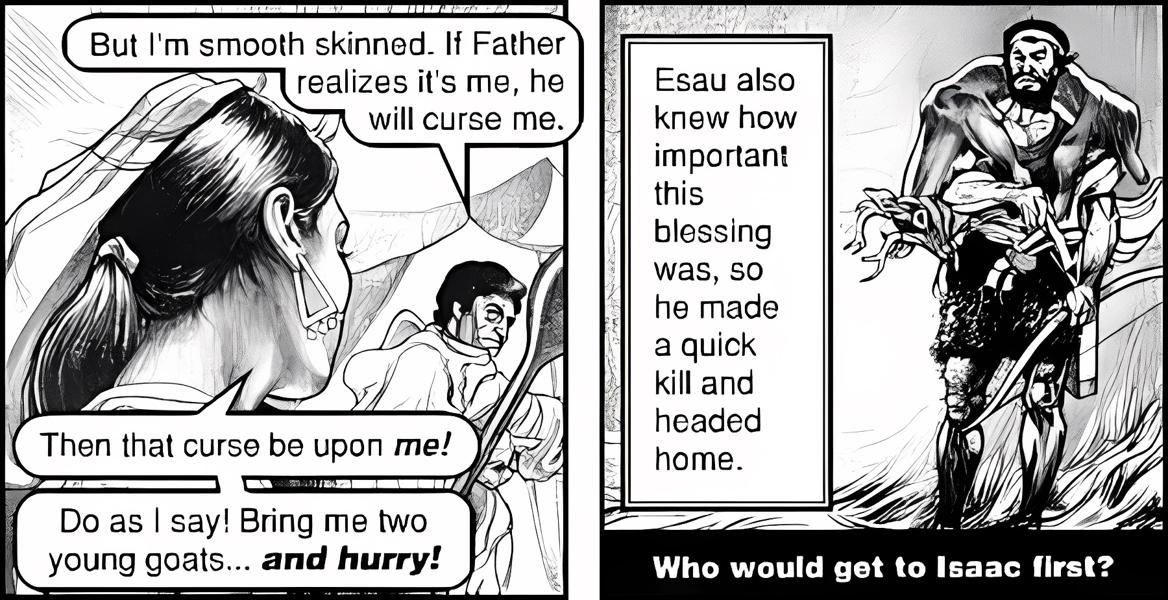 But I'm smooth skinned. If Father
realizes it's me, he
will curse me.
Then that curse be upon me!
Do as I say! Bring me two
young goats... and hurry!
Esau also
knew how
important
this
blessing
was, so
he made
a quick
kill and
headed
home.
Who would get to Isaac first?